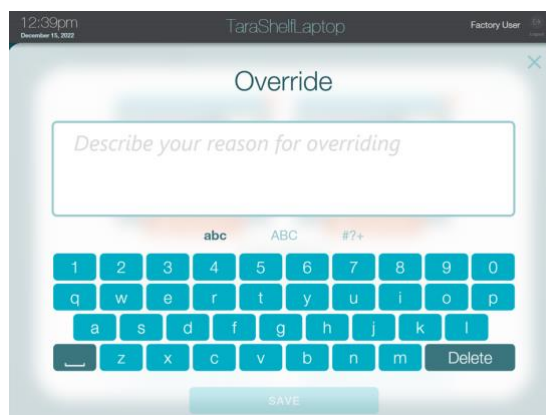 12:39pm TaraShelfLaptop Factory User
December 15, 2022 Logout
Override
Describe your reason for overriding
abc ABC #?+
1 2 3 4 5 6 7 8 9 0
q w e r t y u i o p
a s d f g h j k l
z x c v b n m Delete
SAVE